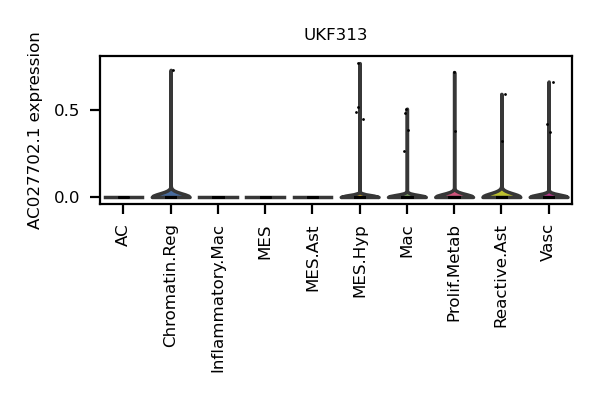 UKF313
AC027702.1 expression
0.5
0.0
AC
Chromatin.Reg
Inflammatory.Mac
MES
MES.Ast
MES.Hyp
Mac
Prolif.Metab
Reactive.Ast
Vasc